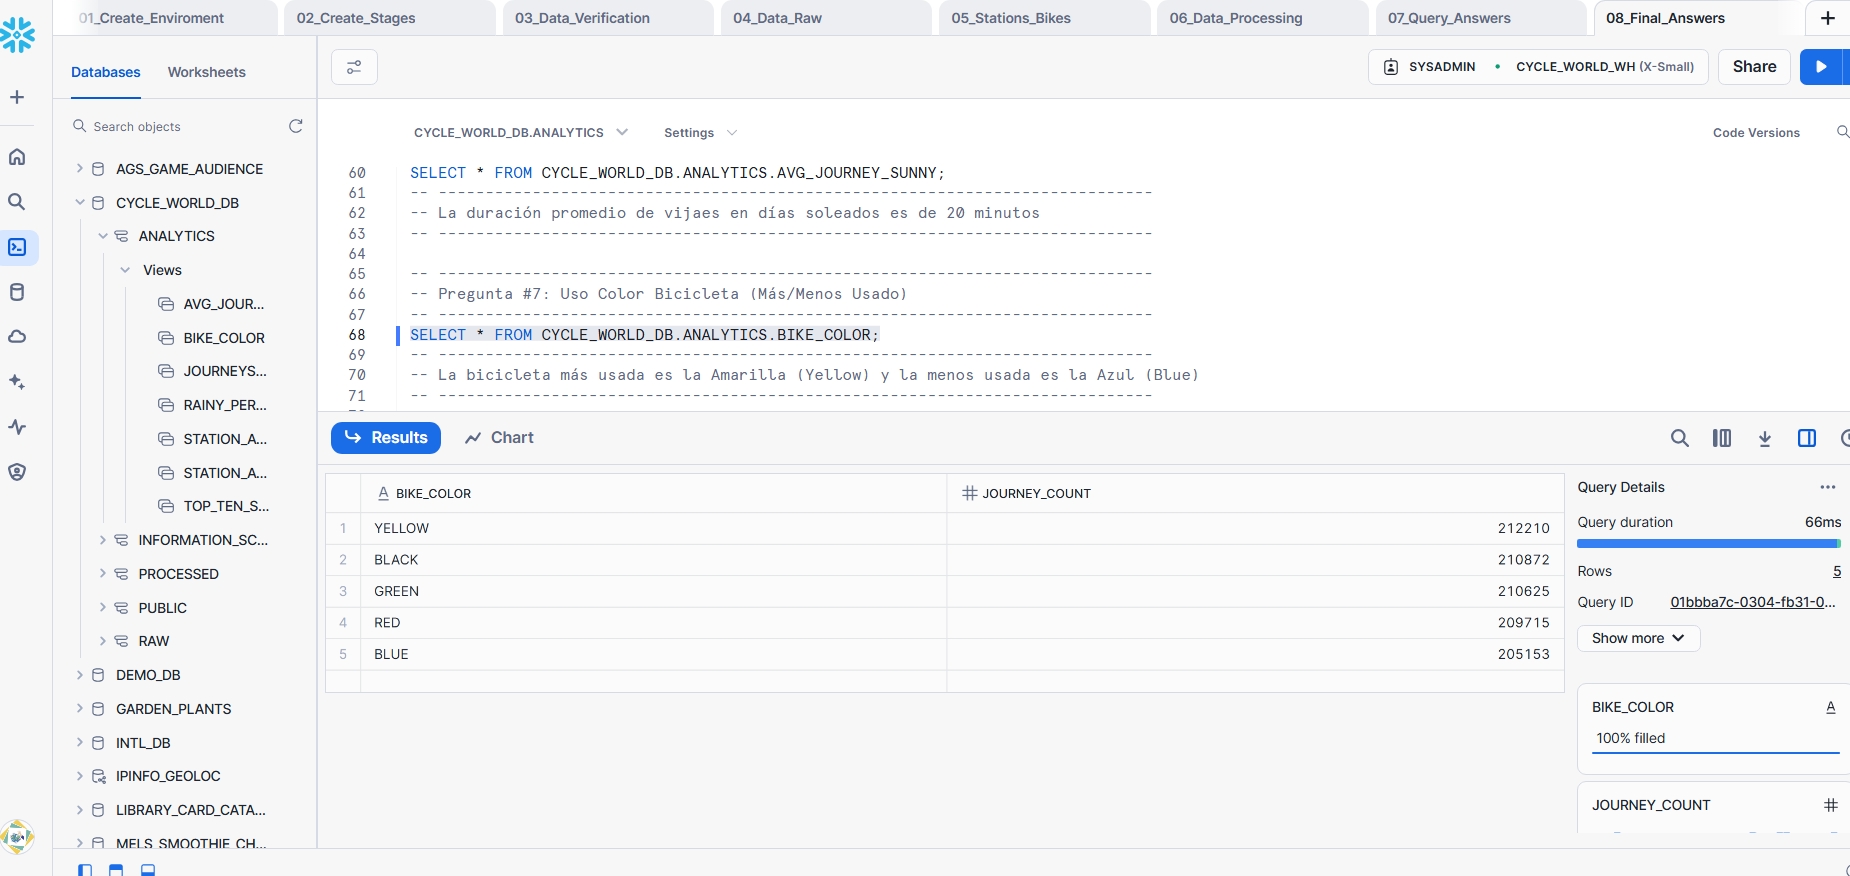 01_Create_Enviroment
02_Create_Stages
03_Data_Verification
04_Data_Raw
05_Stations_Bikes
06_Data_Processing
07_Query_Answers
08_Final_Answers
Databases
Worksheets
SYSADMIN
CYCLE_WORLD_WH (X-Small)
Share
Search objects
AGS_GAME_AUDIENCE
CYCLE_WORLD_DB
ANALYTICS
Views
AVG_JOUR...
BIKE_COLOR
JOURNEYS...
RAINY_PER...
STATION_A...
STATION_A...
TOP_TEN_S...
INFORMATION_SC...
PROCESSED
PUBLIC
RAW
DEMO_DB
GARDEN_PLANTS
INTL_DB
IPINFO_GEOLOC
LIBRARY_CARD_CATA...
MELS_SMOOTHIE_CH...
CYCLE_WORLD_DB.ANALYTICS
Settings
Code Versions
60 SELECT * FROM CYCLE_WORLD_DB.ANALYTICS.AVG_JOURNEY_SUNNY;
61 -- ----------------------------------------------------------------------------
62 -- La duración promedio de vijaes en días soleados es de 20 minutos
63 -- ----------------------------------------------------------------------------
64
65 -- ----------------------------------------------------------------------------
66 -- Pregunta #7: Uso Color Bicicleta (Más/Menos Usado)
67 -- ----------------------------------------------------------------------------
68 SELECT * FROM CYCLE_WORLD_DB.ANALYTICS.BIKE_COLOR;
69 -- ----------------------------------------------------------------------------
70 -- La bicicleta más usada es la Amarilla (Yellow) y la menos usada es la Azul (Blue)
71 -- ----------------------------------------------------------------------------
Results
Chart
BIKE_COLOR JOURNEY_COUNT
1 YELLOW 212210
2 BLACK 210872
3 GREEN 210625
4 RED 209715
5 BLUE 205153
Query Details
Query duration 66ms
Rows 5
Query ID 01bbba7c-0304-fb31-0...
Show more
BIKE_COLOR A
100% filled
JOURNEY_COUNT #